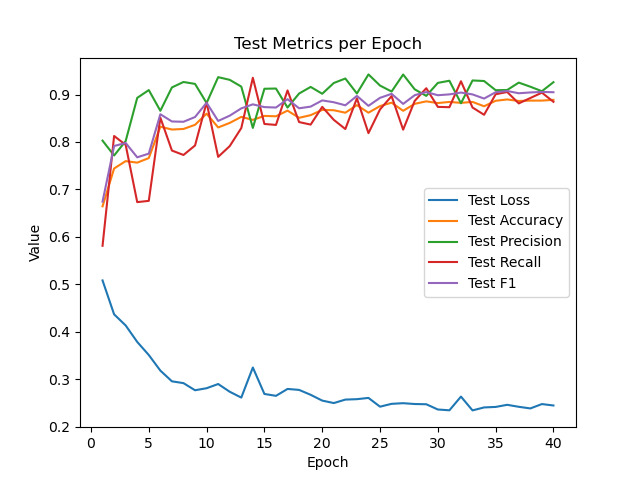 Test Metrics per Epoch
Value
0.9
0.8
0.7
0.6
0.5
0.4
0.3
0.2
Test Loss
Test Accuracy
Test Precision
Test Recall
Test F1
0 5 10 15 20 25 30 35 40
Epoch